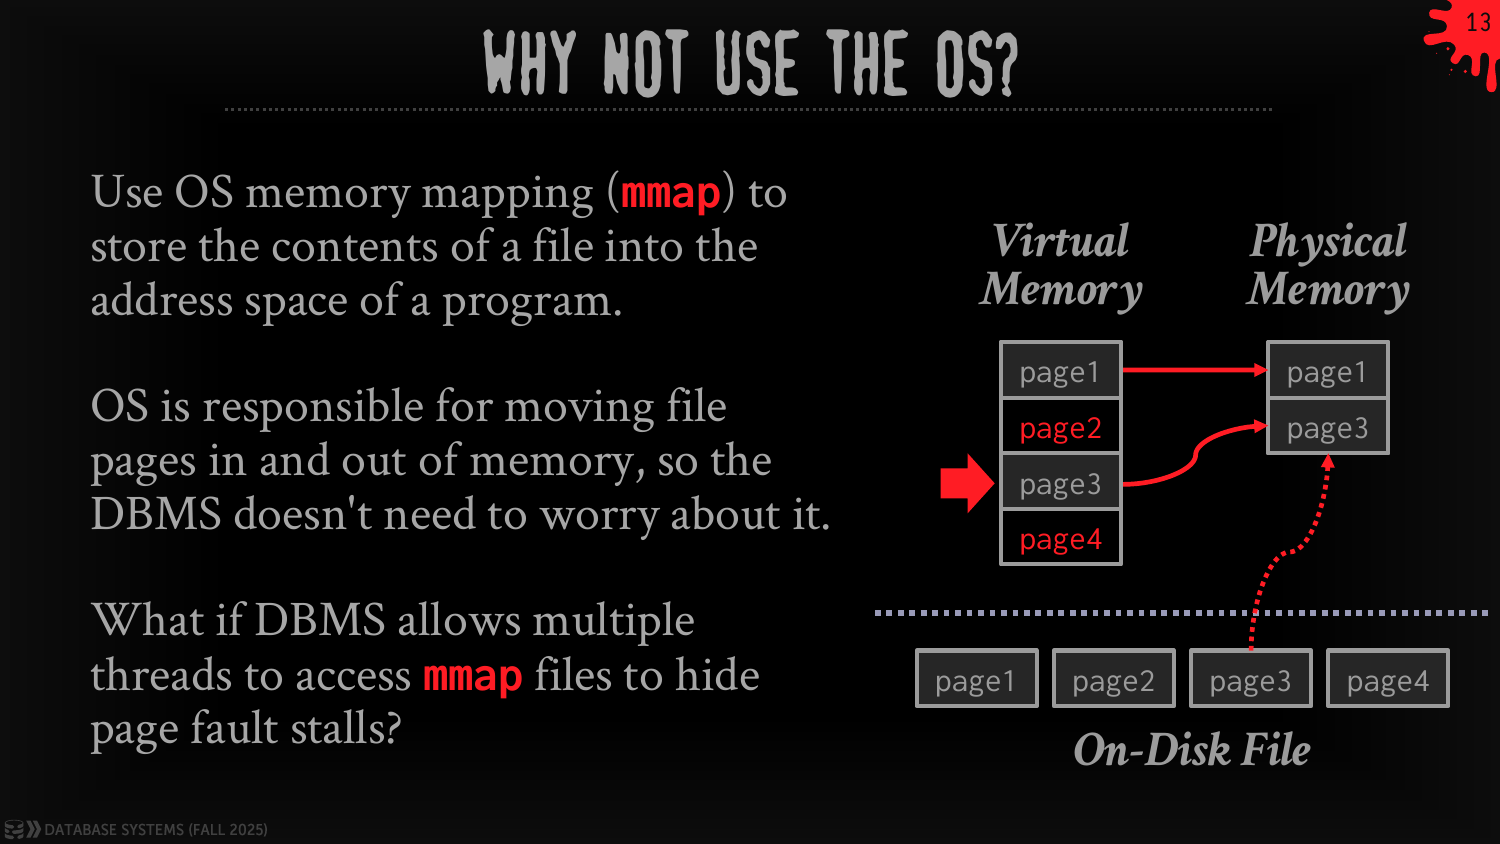 13
WHY NOT USE THE OS?
Use OS memory mapping (mmap) to
store the contents of a file into the
address space of a program.
OS is responsible for moving file
pages in and out of memory, so the
DBMS doesn't need to worry about it.
What if DBMS allows multiple
threads to access mmap files to hide
page fault stalls?
Virtual
Memory
page1
page2
page3
page4
Physical
Memory
page1
page3
page1
page2
page3
page4
On-Disk File
DATABASE SYSTEMS (FALL 2025)